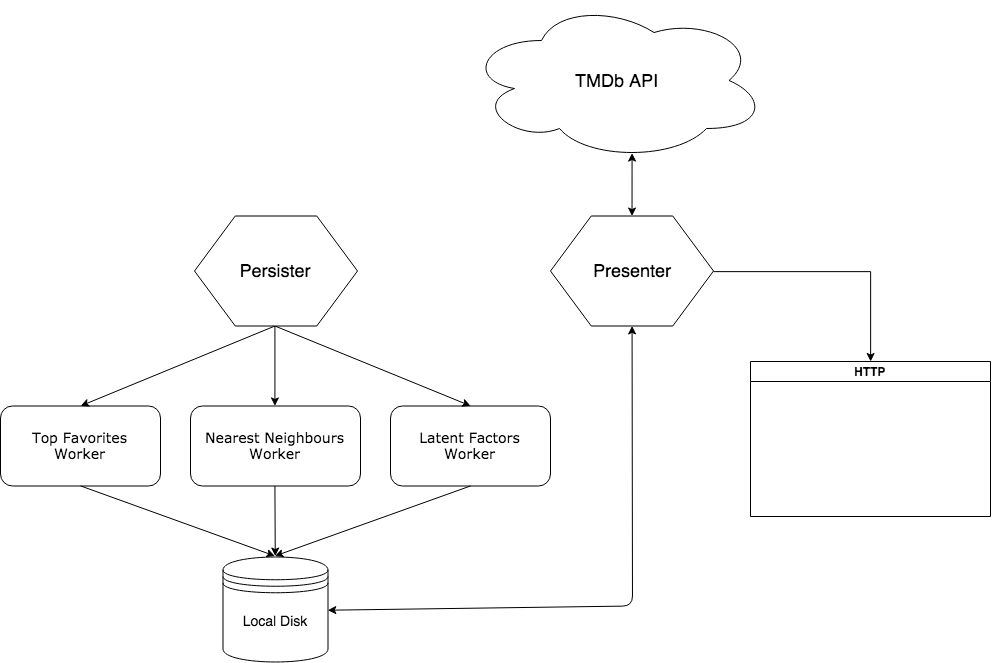 TMDb API
Persister
Presenter
HTTP
Top Favorites
Worker
Nearest Neighbours
Worker
Latent Factors
Worker
Local Disk